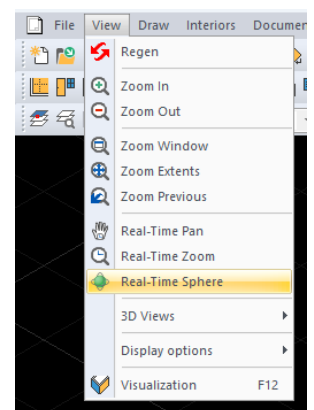 File View Draw Interiors Documen
Regen
Zoom In
Zoom Out
Zoom Window
Zoom Extents
Zoom Previous
Real-Time Pan
Real-Time Zoom
Real-Time Sphere
3D Views
Display options
Visualization F12